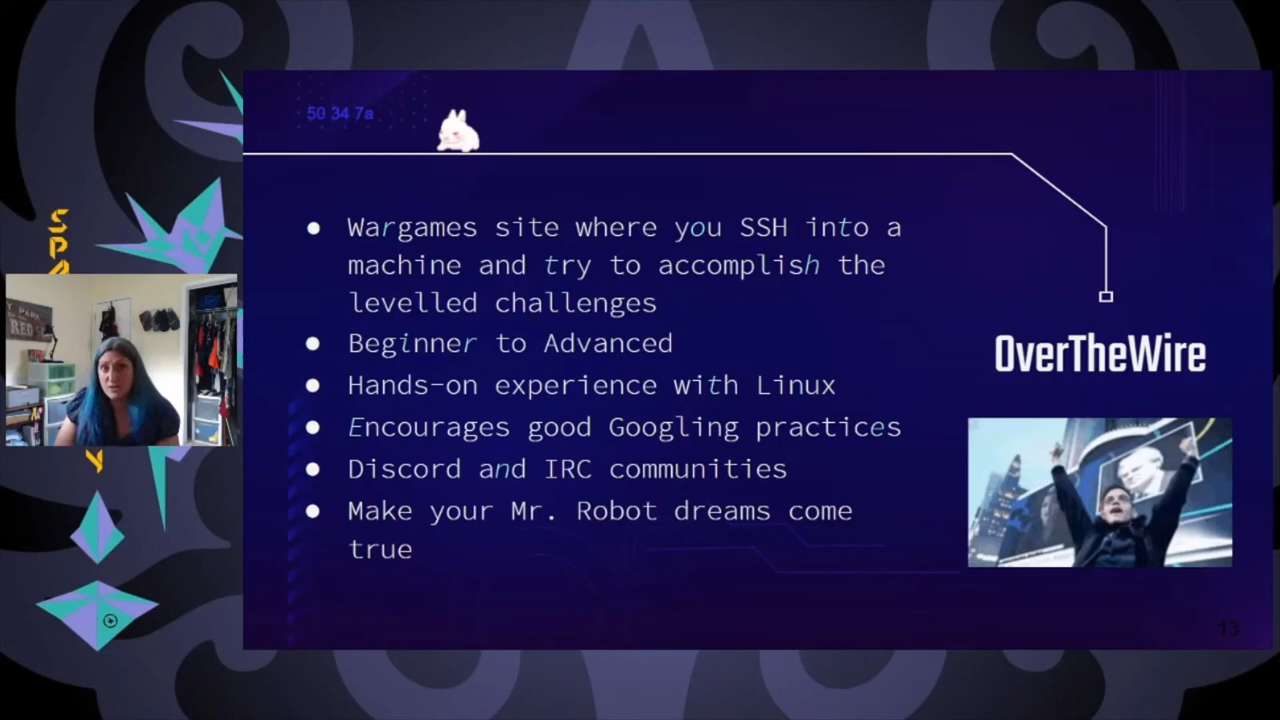 50 34 7a
Wargames site where you SSH into a
machine and try to accomplish the
levelled challenges
Beginner to Advanced
Hands-on experience with Linux
Encourages good Googling practices
Discord and IRC communities
Make your Mr. Robot dreams come
true
OverTheWire
13